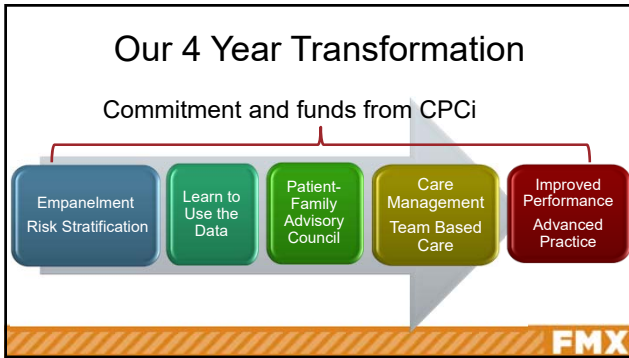 Our 4 Year Transformation
Commitment and funds from CPCi
Empanelment
Risk Stratification
Learn to
Use the
Data
Patient-
Family
Advisory
Council
Care
Management
Team Based
Care
Improved
Performance
Advanced
Practice
FMX